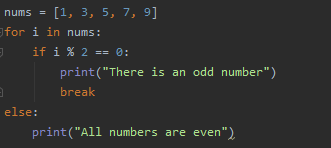 nums = [1, 3, 5, 7, 9]
for i in nums:
    if i % 2 == 0:
        print("There is an odd number")
        break
else:
    print("All numbers are even")